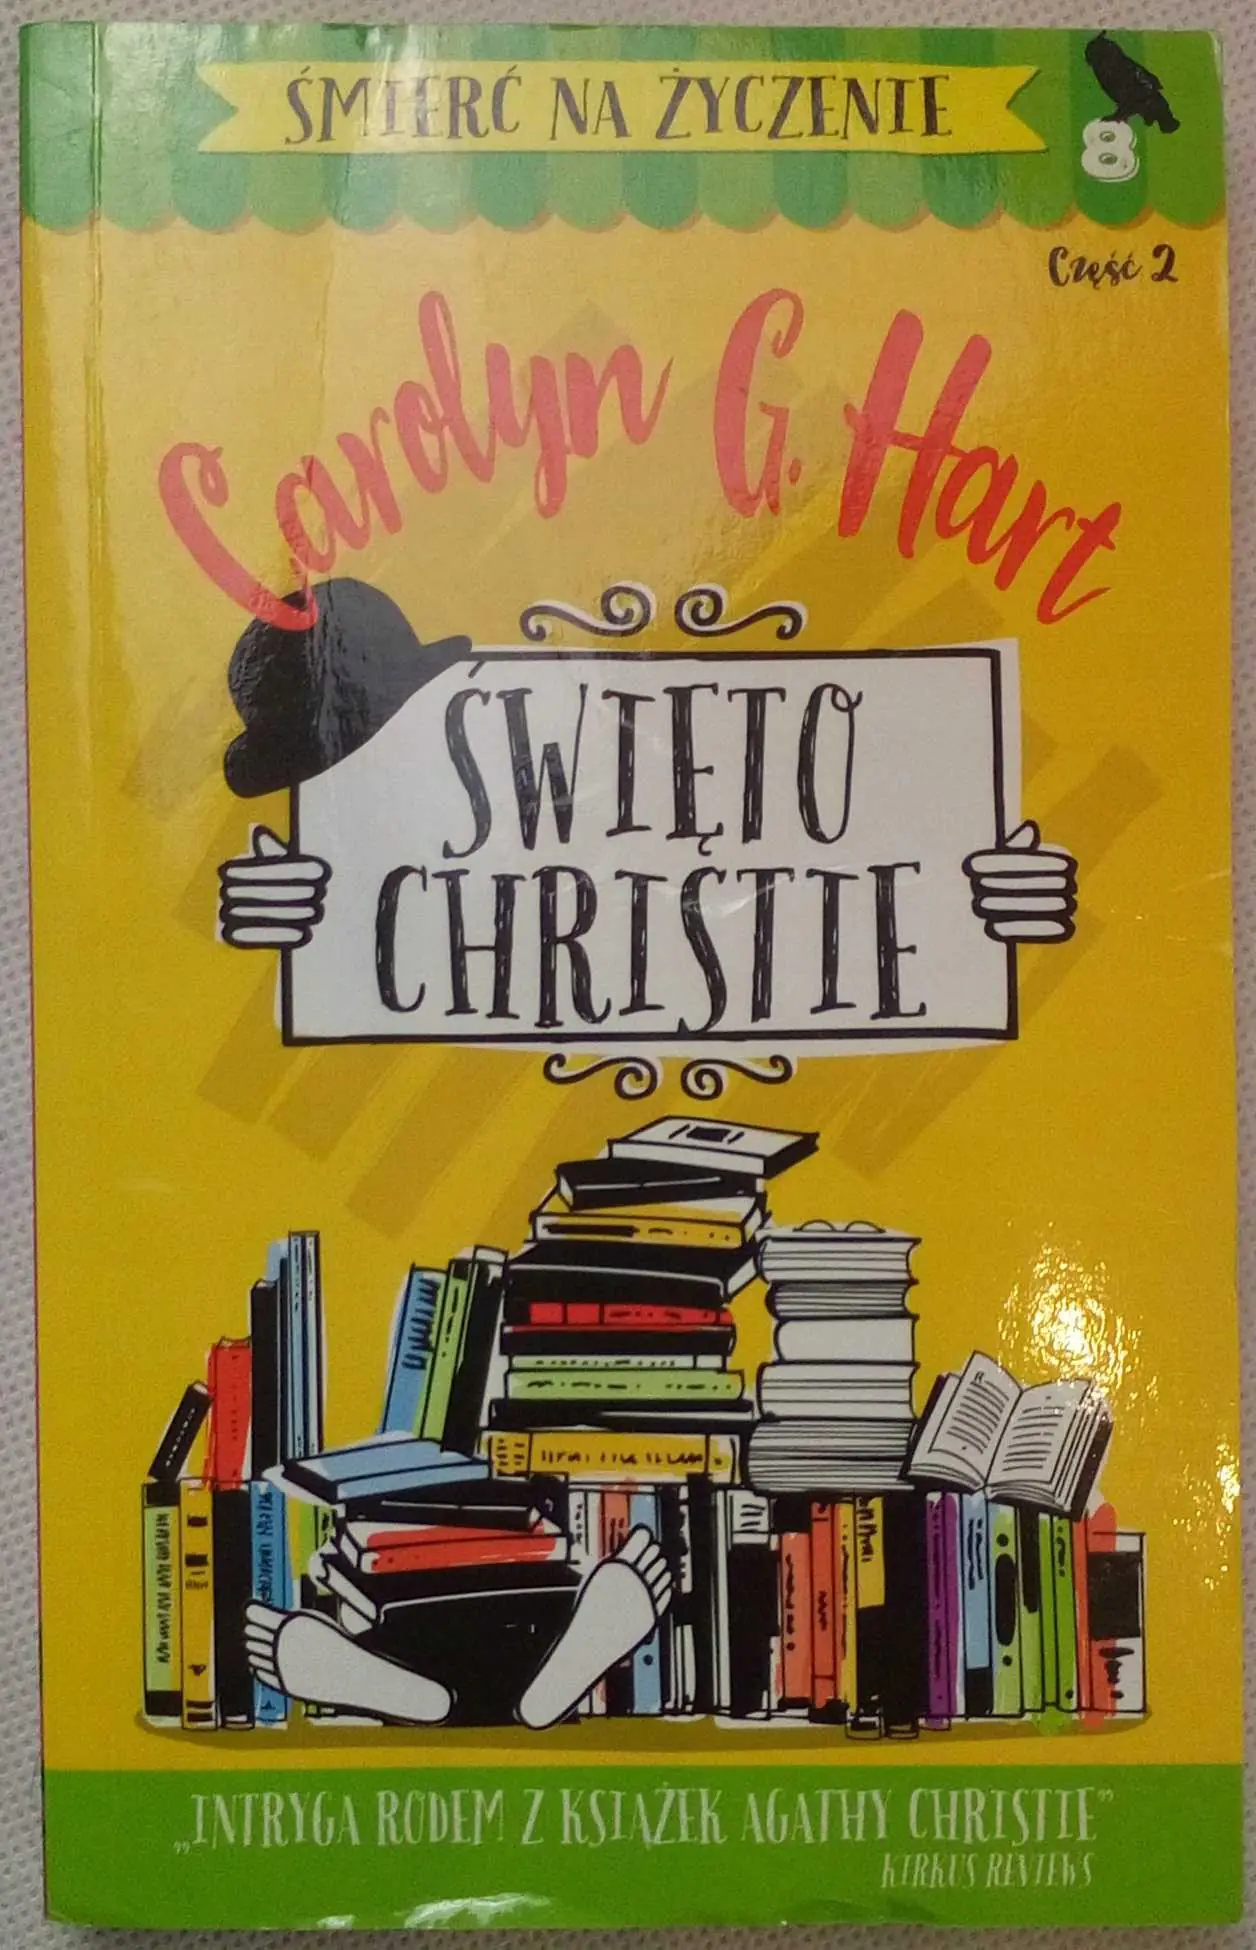 ŚMIERĆ NA ŻYCZENIE
8
Część 2
Carolyn G. Hart
ŚWIĘTO
CHRISTIE
„INTRYGA RODEM Z KSIĄŻEK AGATHY CHRISTIE”
KIRKUS REVIEWS